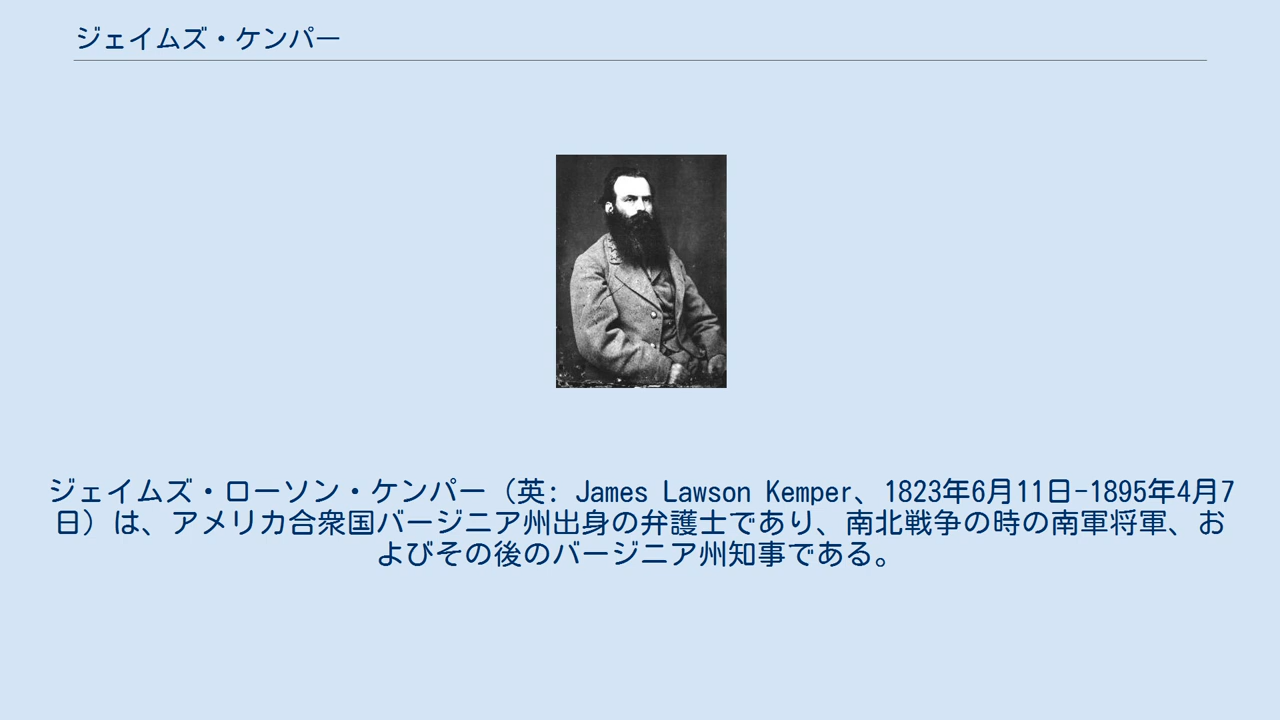 ジェイムズ・ケンパー
ジェイムズ・ローソン・ケンパー（英: James Lawson Kemper、1823年6月11日-1895年4月7
日）は、アメリカ合衆国バージニア州出身の弁護士であり、南北戦争の時の南軍将軍、お
よびその後のバージニア州知事である。